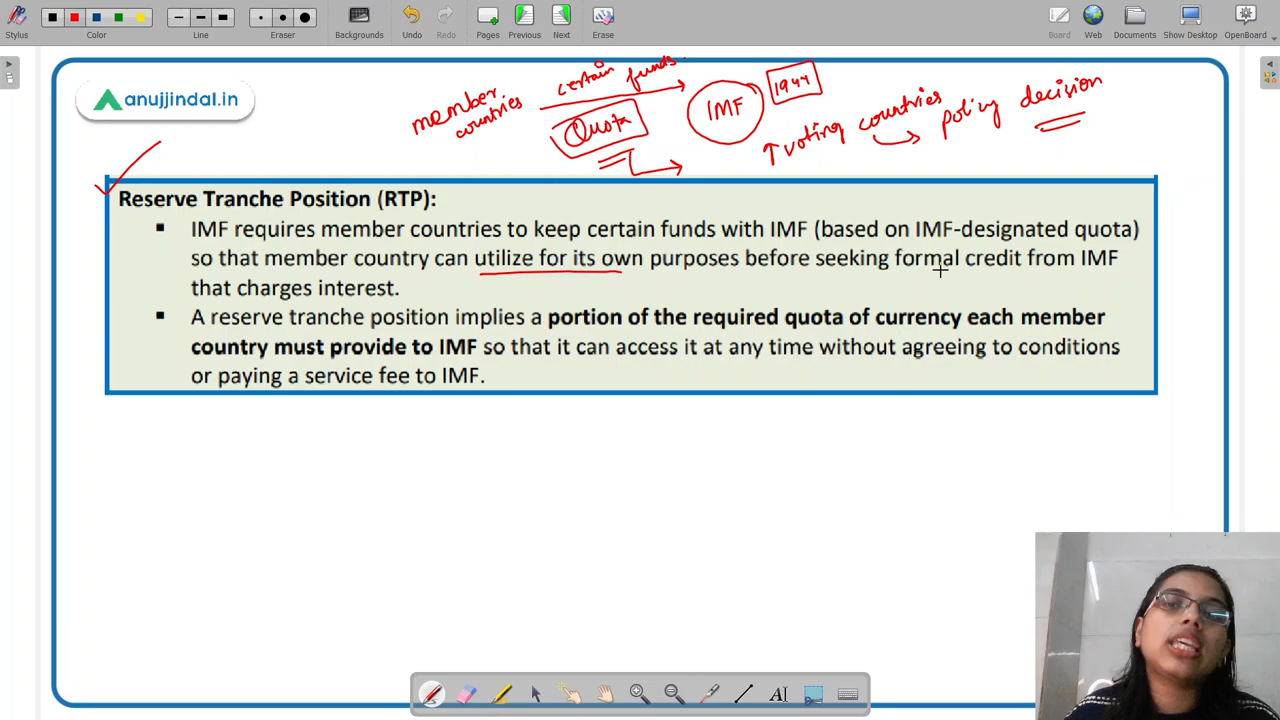 Stylus
Color
Line
Eraser
Backgrounds
Undo
Redo
Pages
Previous
Next
Erase
Board
Web
Documents
Show Desktop
OpenBoard
anujjindal.in
member countries
certain funds
Quota
IMF
1944
↑ voting countries → policy decision
Reserve Tranche Position (RTP):
▪ IMF requires member countries to keep certain funds with IMF (based on IMF-designated quota)
so that member country can utilize for its own purposes before seeking formal credit from IMF
that charges interest.
▪ A reserve tranche position implies a portion of the required quota of currency each member
country must provide to IMF so that it can access it at any time without agreeing to conditions
or paying a service fee to IMF.